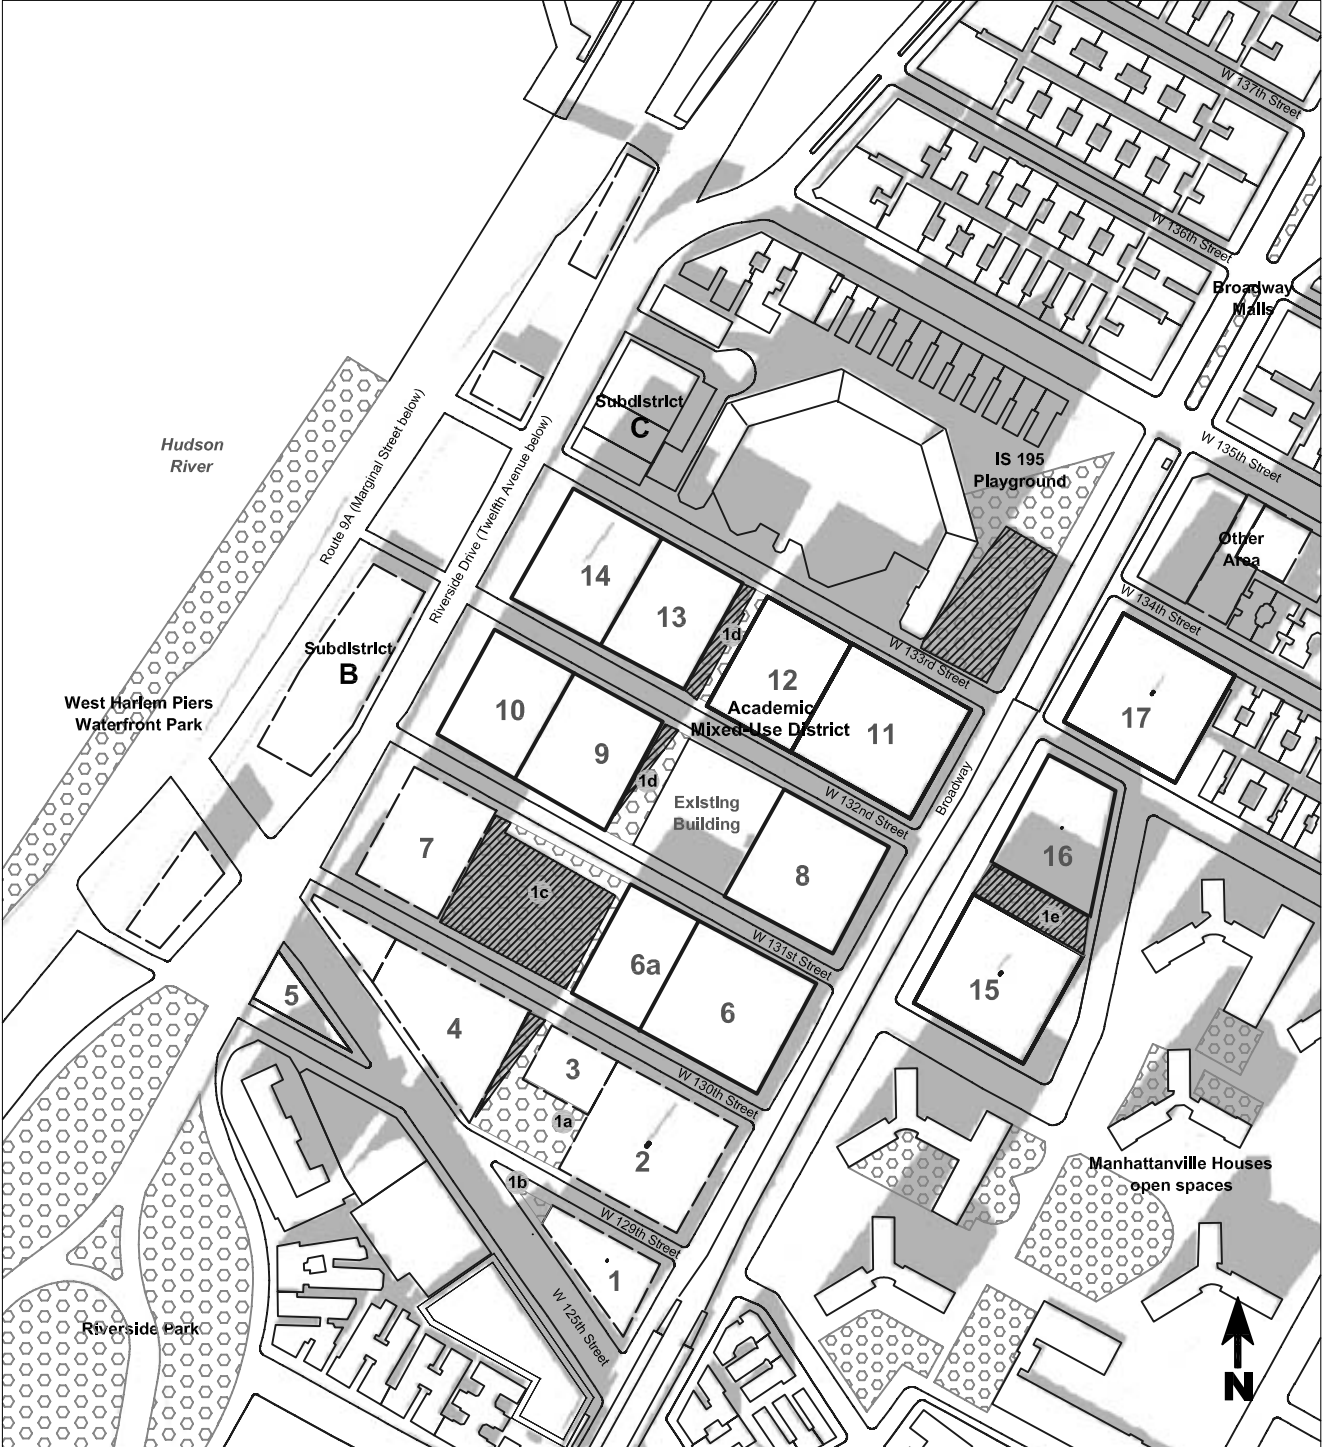 W 137th Street
W 136th Street
Broadway
Malls
Subdistrict
C
Hudson
River
W 135th Street
IS 195
Playground
Route 9A (Marginal Street below)
Riverside Drive (Twelfth Avenue below)
Other
Area
14
13
1d
W 134th Street
W 133rd Street
Subdistrict
B
12
West Harlem Piers
Waterfront Park
Academic
Mixed-Use District
10
11
17
9
1d
Existing
Building
W 132nd Street
Broadway
7
16
8
1c
1e
W 131st Street
6a
15
5
6
4
3
W 130th Street
1a
2
Manhattanville Houses
open spaces
1b
W 129th Street
1
W 125th Street
Riverside Park
N